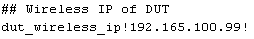 ## Wireless IP of DUT
dut_wireless_ip!192.165.100.99!